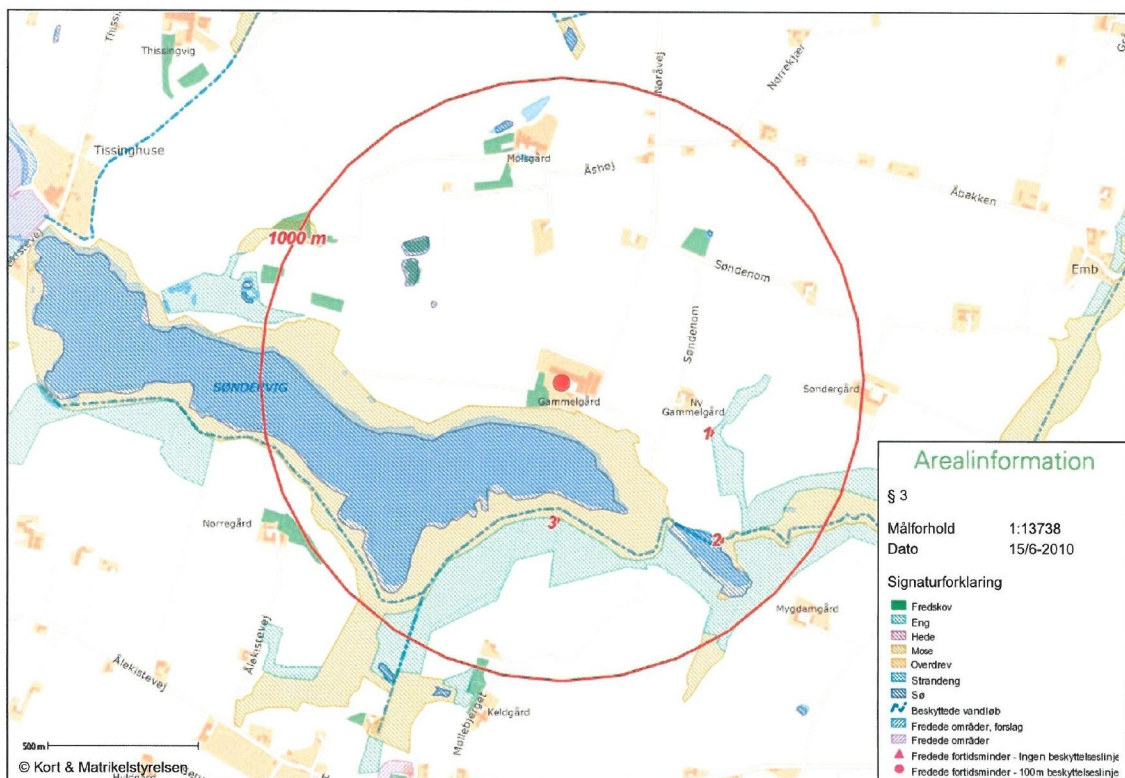 Thissingvig
Tissinghuse
Molsgård
Nøråvej
Nørrekjær
Åshøj
Åbakken
1000 m
Søndenom
Emb
Søndenom
SØNDERVIG
Gammelgård
Ny
Gammelgård
Søndergård
1
2
3
Norregård
Mygdamgård
Ålekistevej
Ålekistevej
Møllebjerget
Keldgård
500 m
© Kort & Matrikelstyrelsen
Arealinformation
§ 3
Målforhold 1:13738
Dato 15/6-2010
Signaturforklaring
Fredskov
Eng
Hede
Mose
Overdrev
Strandeng
Sø
Beskyttede vandløb
Fredede områder, forslag
Fredede områder
Fredede fortidsminder - Ingen beskyttelseslinje
Fredede fortidsminder - 100m beskyttelseslinje